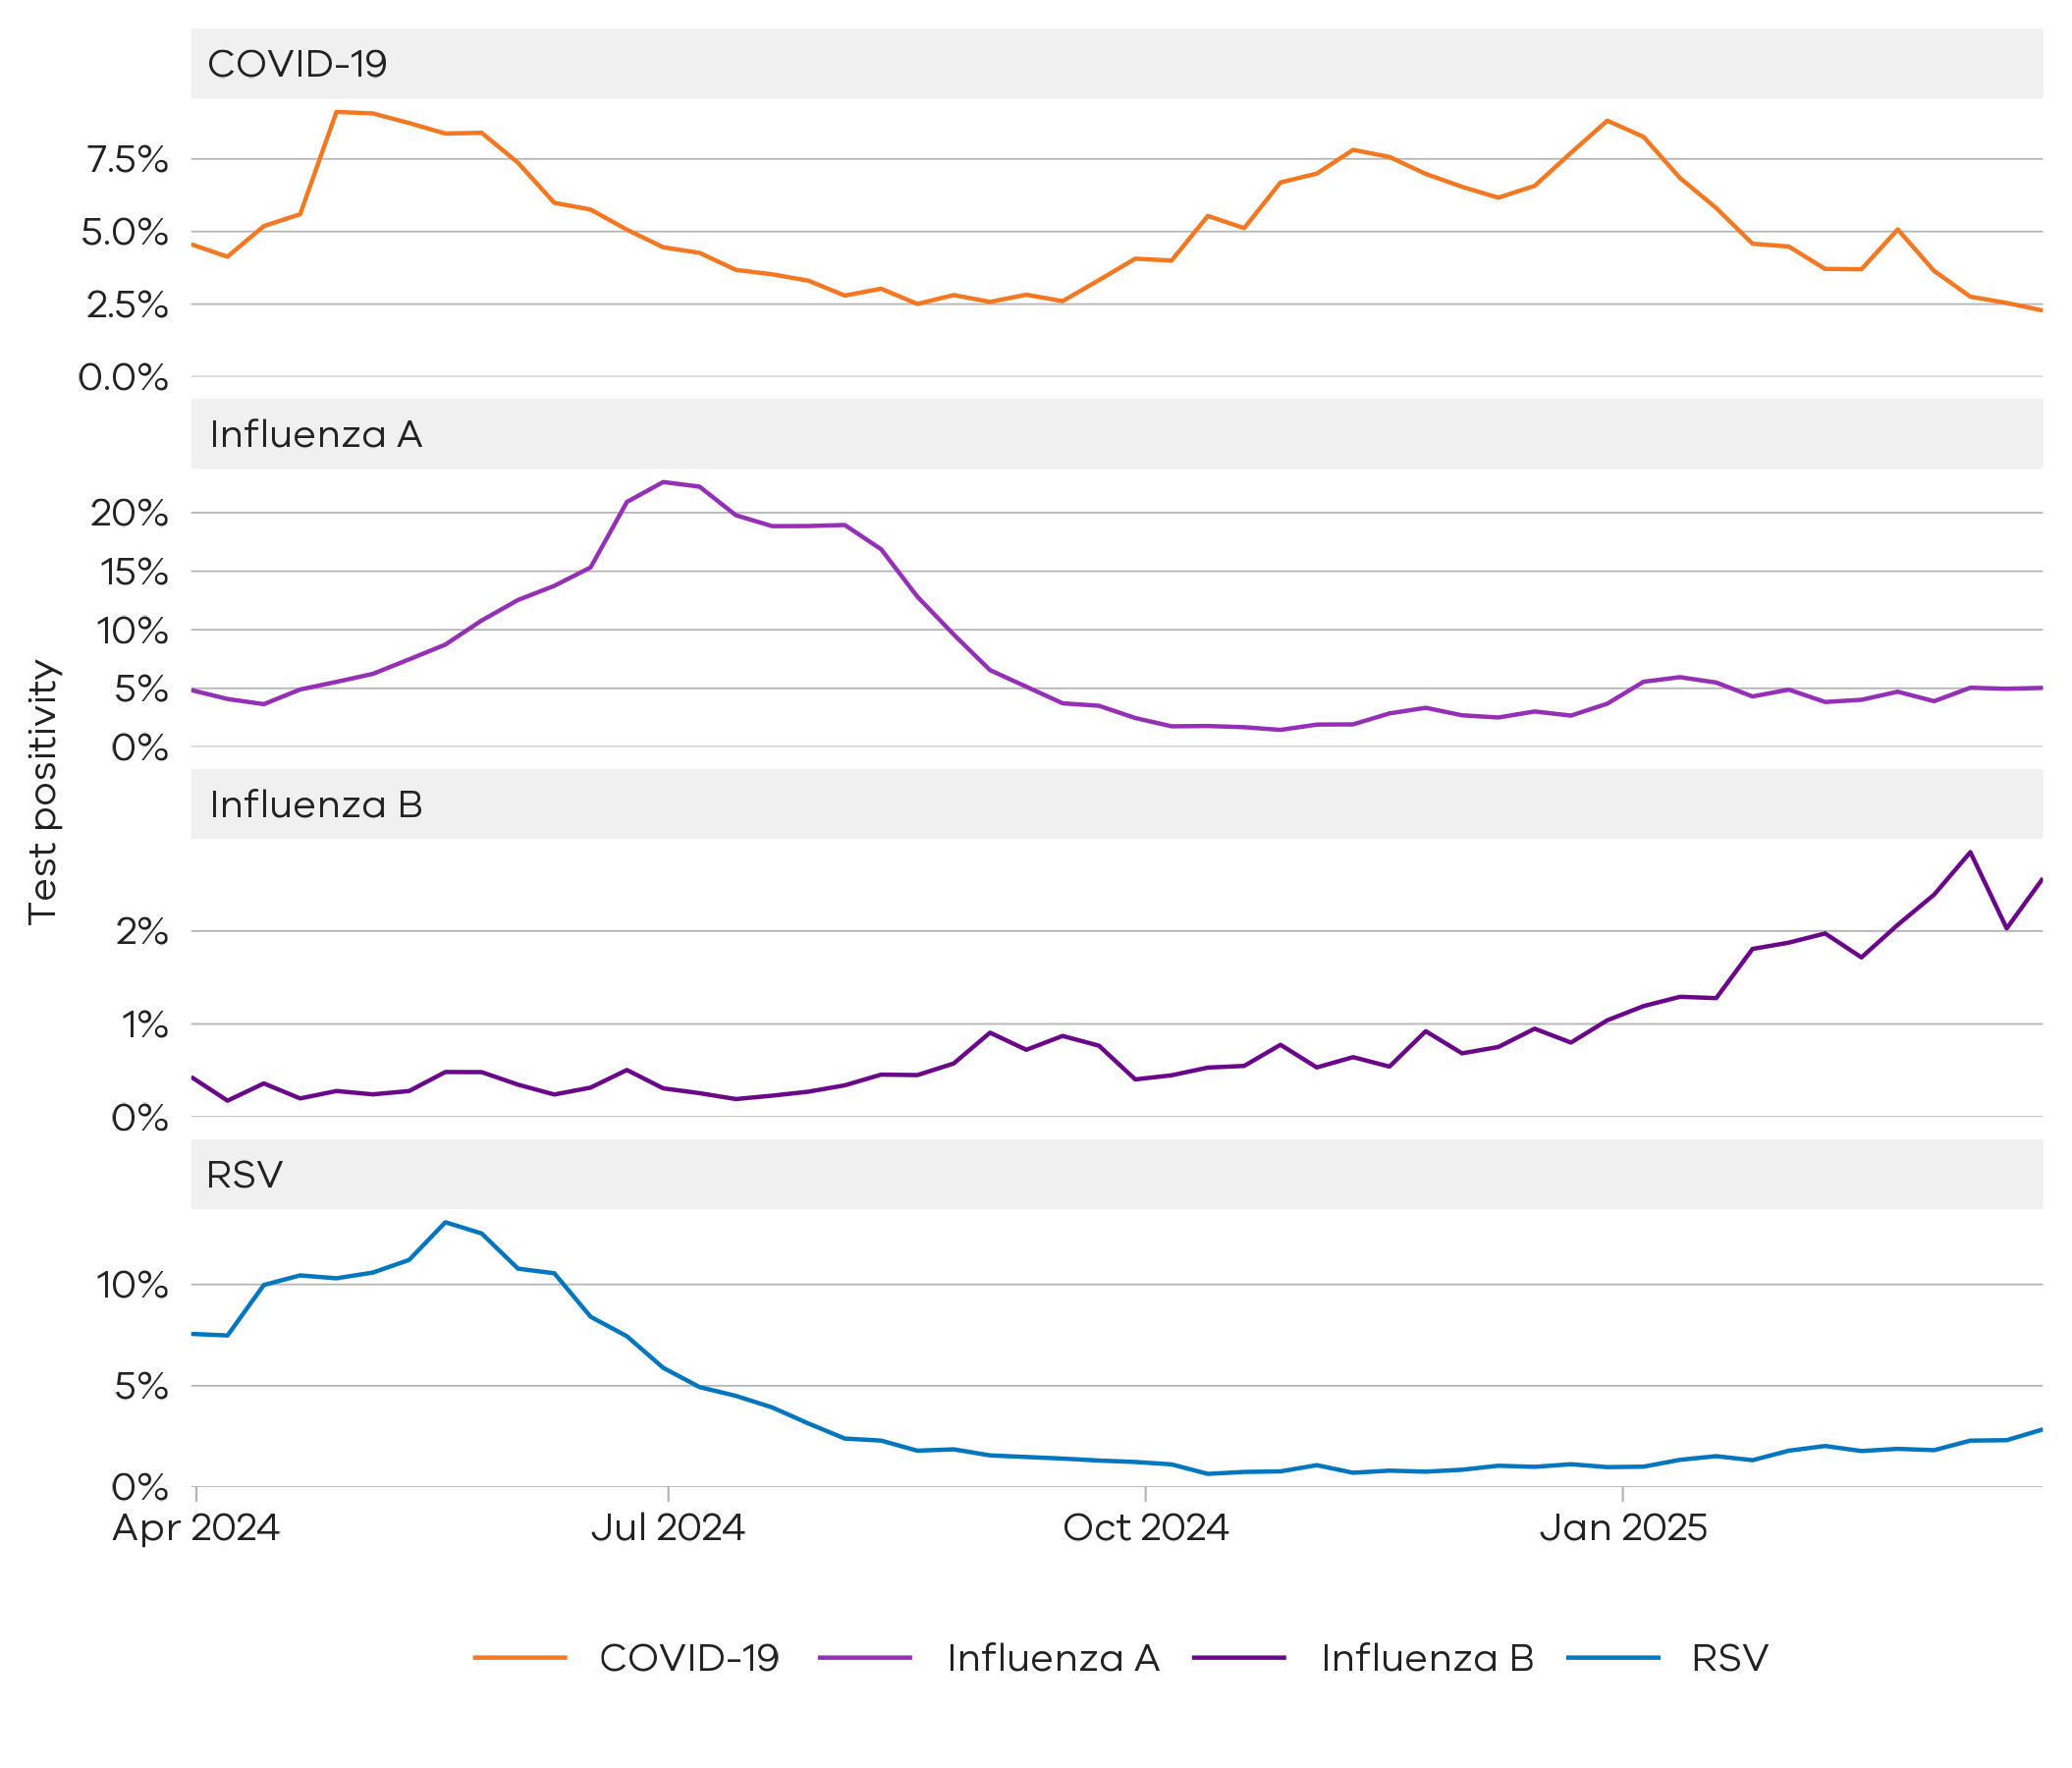 COVID-19
7.5%
5.0%
2.5%
0.0%
Influenza A
20%
15%
10%
5%
0%
Test positivity
Influenza B
2%
1%
0%
RSV
10%
5%
0%
Apr 2024 Jul 2024 Oct 2024 Jan 2025
COVID-19 Influenza A Influenza B RSV